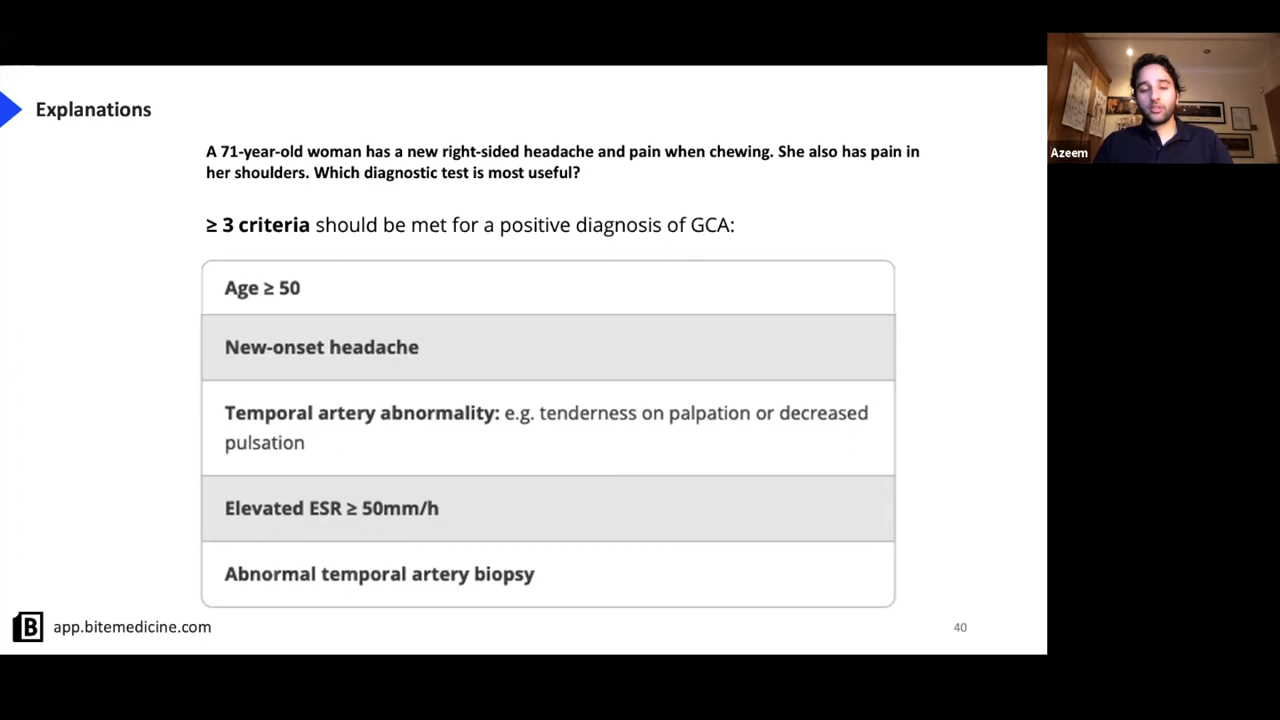 Explanations
A 71-year-old woman has a new right-sided headache and pain when chewing. She also has pain in
her shoulders. Which diagnostic test is most useful?
≥ 3 criteria should be met for a positive diagnosis of GCA:
Age ≥ 50
New-onset headache
Temporal artery abnormality: e.g. tenderness on palpation or decreased
pulsation
Elevated ESR ≥ 50mm/h
Abnormal temporal artery biopsy
B app.bitemedicine.com
40
Azeem